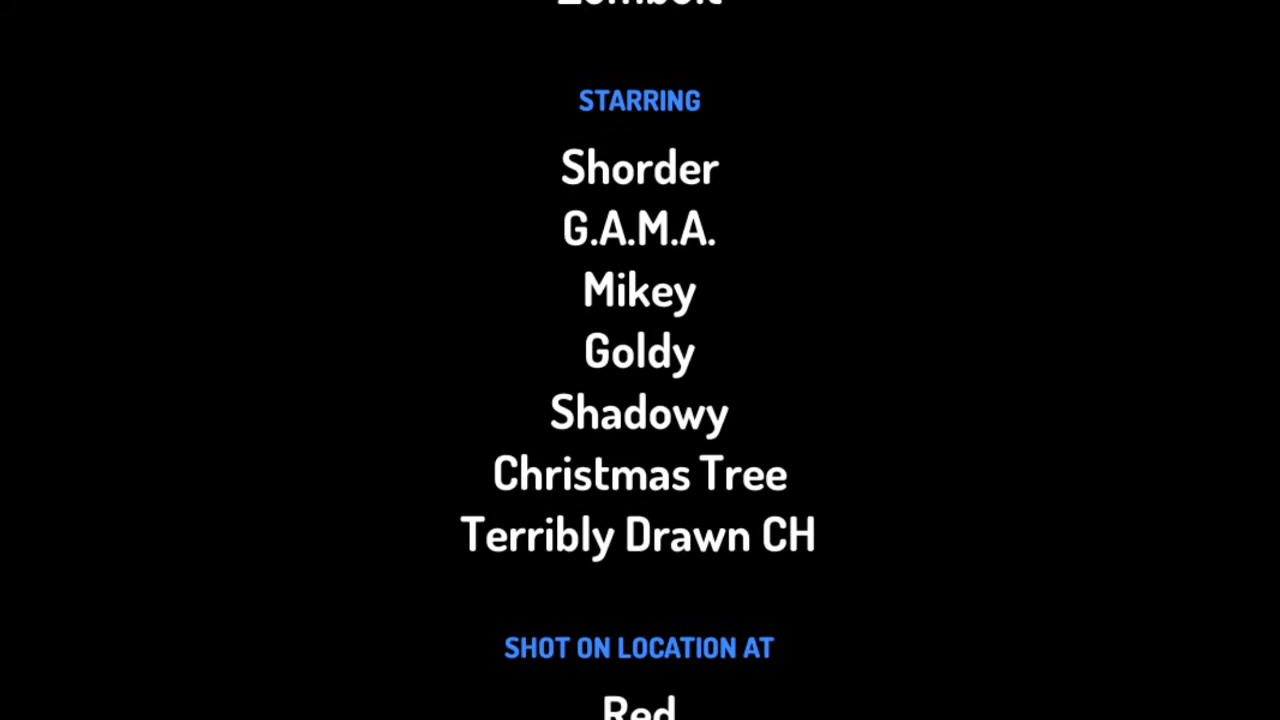 STARRING
Shorder
G.A.M.A.
Mikey
Goldy
Shadowy
Christmas Tree
Terribly Drawn CH
SHOT ON LOCATION AT
Red